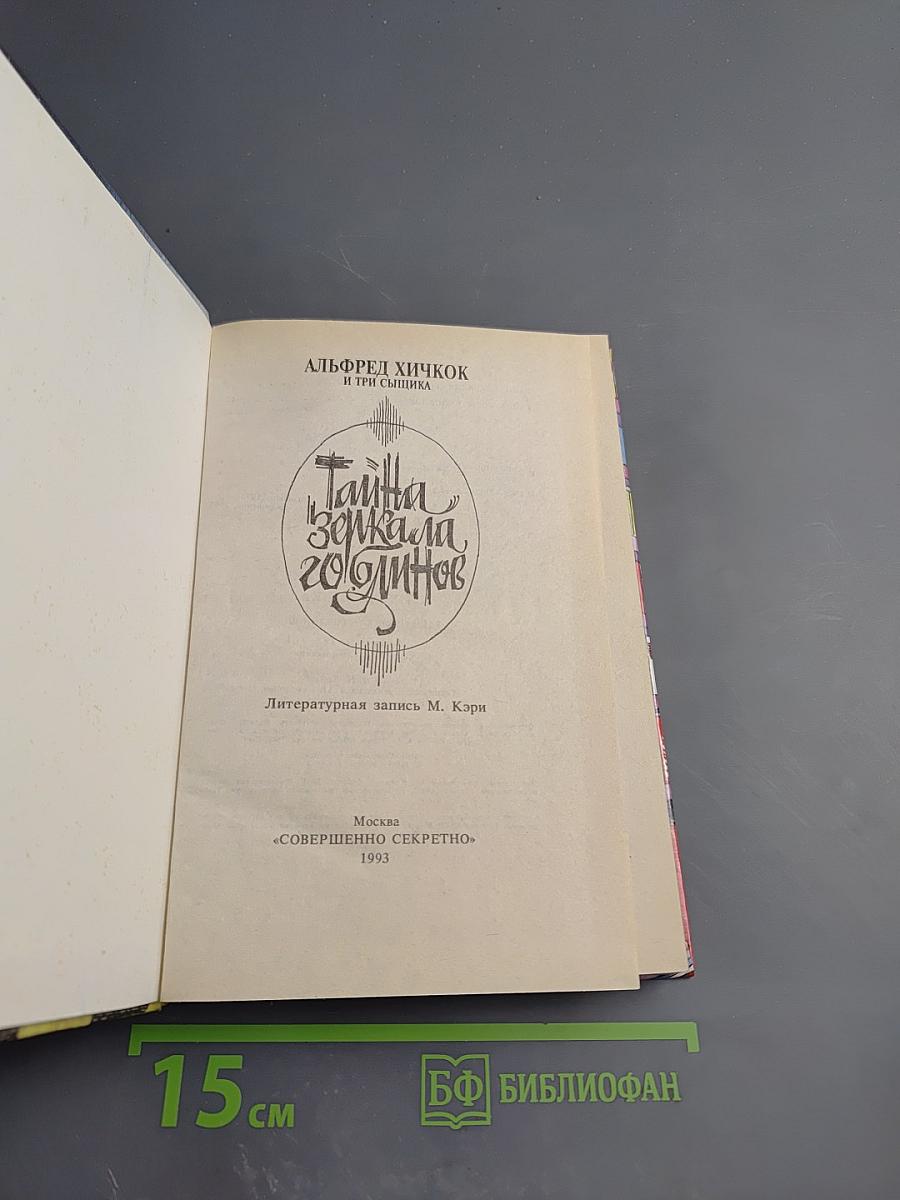 АЛЬФРЕД ХИЧКОК
И ТРИ СЫЩИКА
Тайна
„зеркала
гоблинов”
Литературная запись М. Кэри
Москва
«СОВЕРШЕННО СЕКРЕТНО»
1993
15 см
БФ БИБЛИОФАН